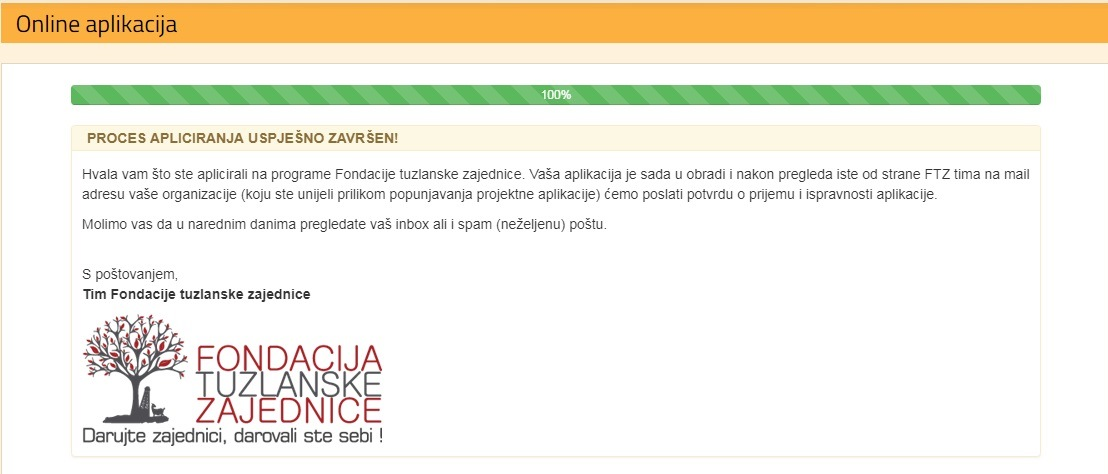 Online aplikacija
100%
PROCES APLICIRANJA USPJEŠNO ZAVRŠEN!
Hvala vam što ste aplicirali na programe Fondacije tuzlanske zajednice. Vaša aplikacija je sada u obradi i nakon pregleda iste od strane FTZ tima na mail
adresu vaše organizacije (koju ste unijeli prilikom popunjavanja projektne aplikacije) ćemo poslati potvrdu o prijemu i ispravnosti aplikacije.
Molimo vas da u narednim danima pregledate vaš inbox ali i spam (neželjenu) poštu.
S poštovanjem,
Tim Fondacije tuzlanske zajednice
FONDACIJA
TUZLANSKE
ZAJEDNICE
Darujte zajednici, darovali ste sebi !